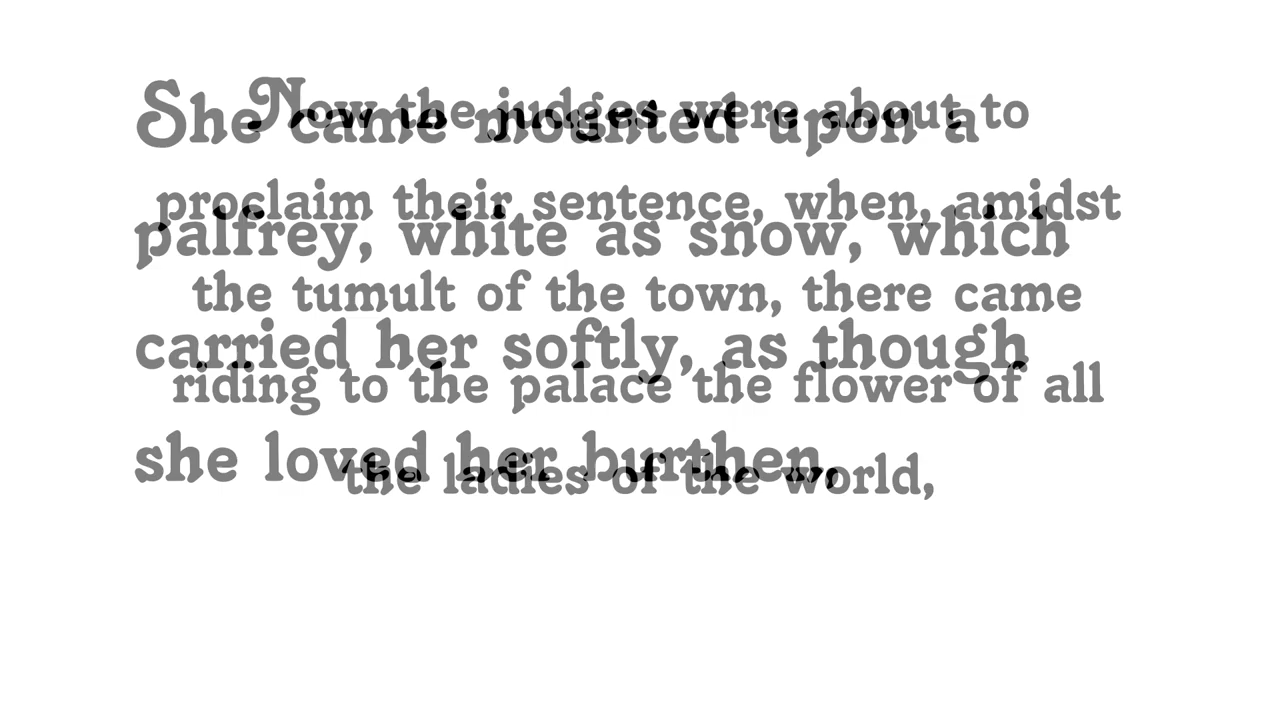 Now the judges were about to
proclaim their sentence, when, amidst
the tumult of the town, there came
riding to the palace the flower of all
the ladies of the world,
She came mounted upon a
palfrey, white as snow, which
carried her softly, as though
she loved her burthen,